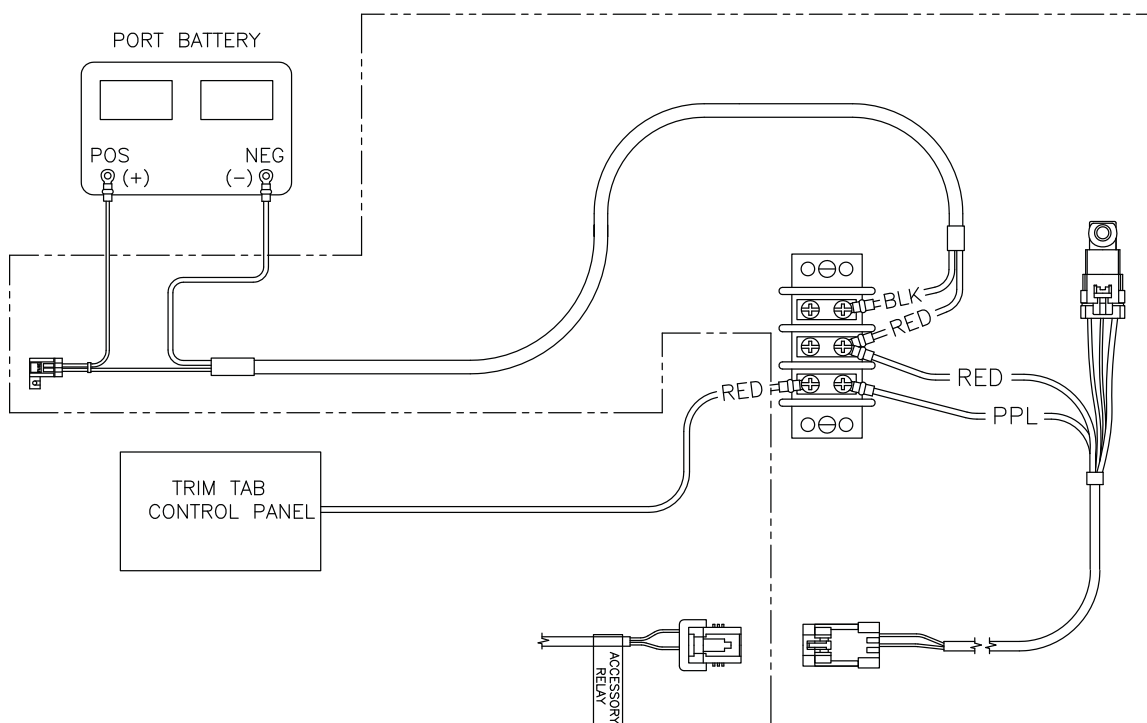 PORT BATTERY
POS
(+)
NEG
(-)
BLK
RED
RED
RED
PPL
TRIM TAB
CONTROL PANEL
ACCESSORY
RELAY